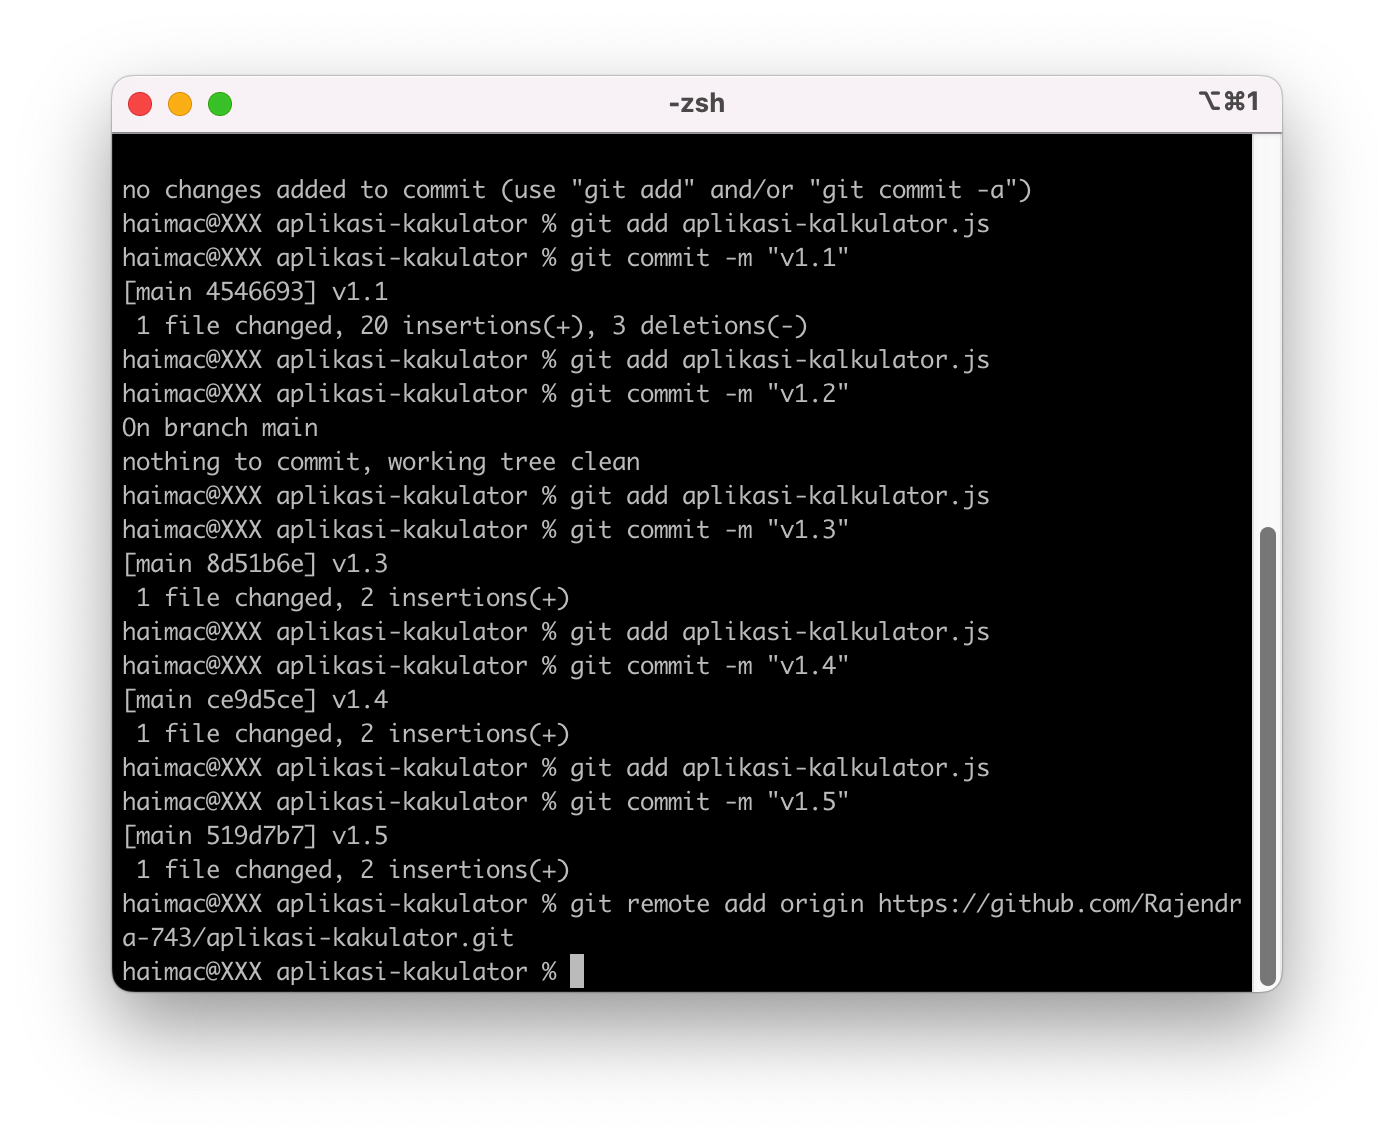 -zsh
⌥⌘1
no changes added to commit (use "git add" and/or "git commit -a")
haimac@XXX aplikasi-kakulator % git add aplikasi-kalkulator.js
haimac@XXX aplikasi-kakulator % git commit -m "v1.1"
[main 4546693] v1.1
 1 file changed, 20 insertions(+), 3 deletions(-)
haimac@XXX aplikasi-kakulator % git add aplikasi-kalkulator.js
haimac@XXX aplikasi-kakulator % git commit -m "v1.2"
On branch main
nothing to commit, working tree clean
haimac@XXX aplikasi-kakulator % git add aplikasi-kalkulator.js
haimac@XXX aplikasi-kakulator % git commit -m "v1.3"
[main 8d51b6e] v1.3
 1 file changed, 2 insertions(+)
haimac@XXX aplikasi-kakulator % git add aplikasi-kalkulator.js
haimac@XXX aplikasi-kakulator % git commit -m "v1.4"
[main ce9d5ce] v1.4
 1 file changed, 2 insertions(+)
haimac@XXX aplikasi-kakulator % git add aplikasi-kalkulator.js
haimac@XXX aplikasi-kakulator % git commit -m "v1.5"
[main 519d7b7] v1.5
 1 file changed, 2 insertions(+)
haimac@XXX aplikasi-kakulator % git remote add origin https://github.com/Rajendr
a-743/aplikasi-kakulator.git
haimac@XXX aplikasi-kakulator %